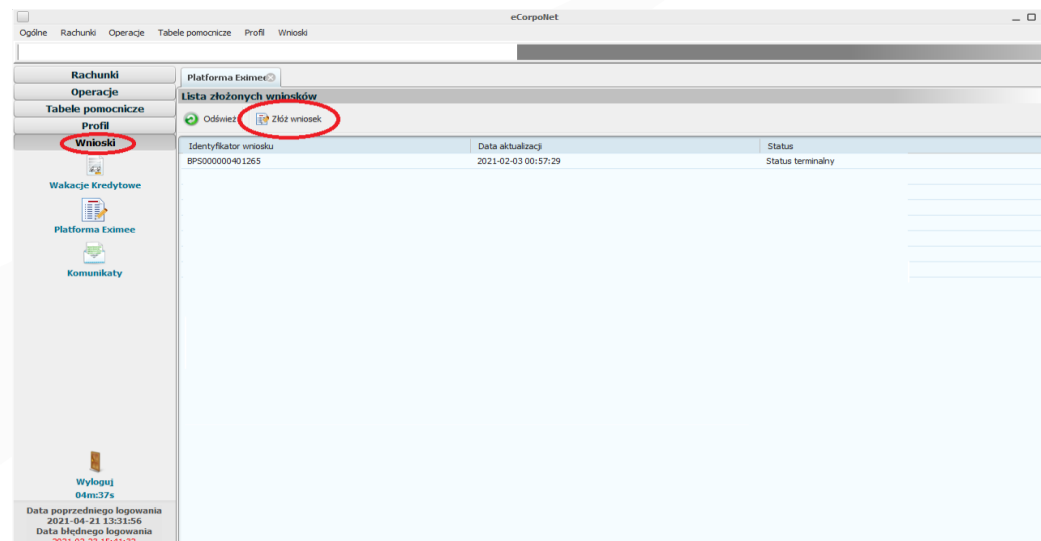 eCorpoNet
Ogólne Rachunki Operacje Tabele pomocnicze Profil Wnioski
Rachunki
Operacje
Tabele pomocnicze
Profil
Wnioski
Wakacje Kredytowe
Platforma Eximee
Komunikaty
Wyloguj
04m:37s
Data poprzedniego logowania
2021-04-21 13:31:56
Data błędnego logowania
Platforma Eximee
Lista złożonych wniosków
Odśwież Złóż wniosek
Identyfikator wniosku Data aktualizacji Status
BPS000000401265 2021-02-03 00:57:29 Status terminalny